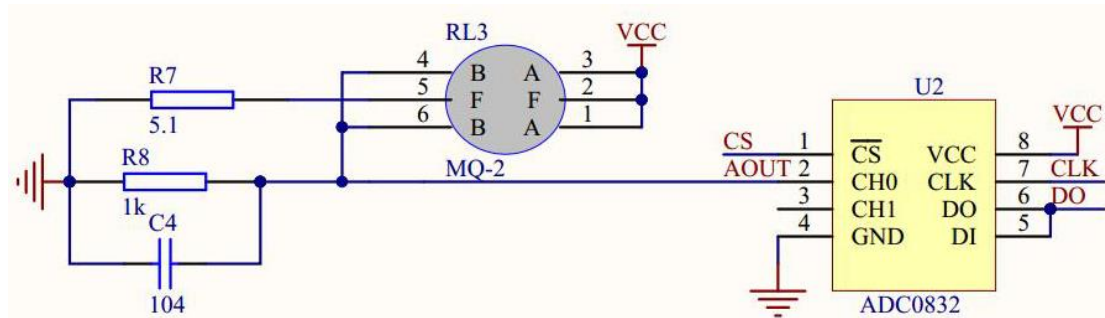 RL3
VCC
4 B A 3
5 F F 2
6 B A 1
MQ-2
R7
5.1
R8
1k
C4
104
U2
VCC
CS 1 CS VCC 8
AOUT 2 CH0 CLK 7 CLK
3 CH1 DO 6 DO
4 GND DI 5
ADC0832